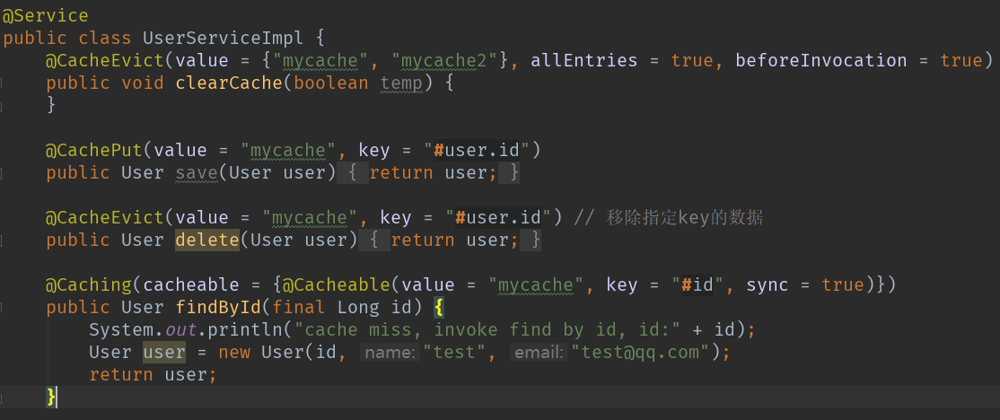 @Service
public class UserServiceImpl {
    @CacheEvict(value = {"mycache", "mycache2"}, allEntries = true, beforeInvocation = true)
    public void clearCache(boolean temp) {
    }

    @CachePut(value = "mycache", key = "#user.id")
    public User save(User user) { return user; }

    @CacheEvict(value = "mycache", key = "#user.id") // 移除指定key的数据
    public User delete(User user) { return user; }

    @Caching(cacheable = {@Cacheable(value = "mycache", key = "#id", sync = true)})
    public User findById(final Long id) {
        System.out.println("cache miss, invoke find by id, id:" + id);
        User user = new User(id, name: "test", email: "test@qq.com");
        return user;
    }